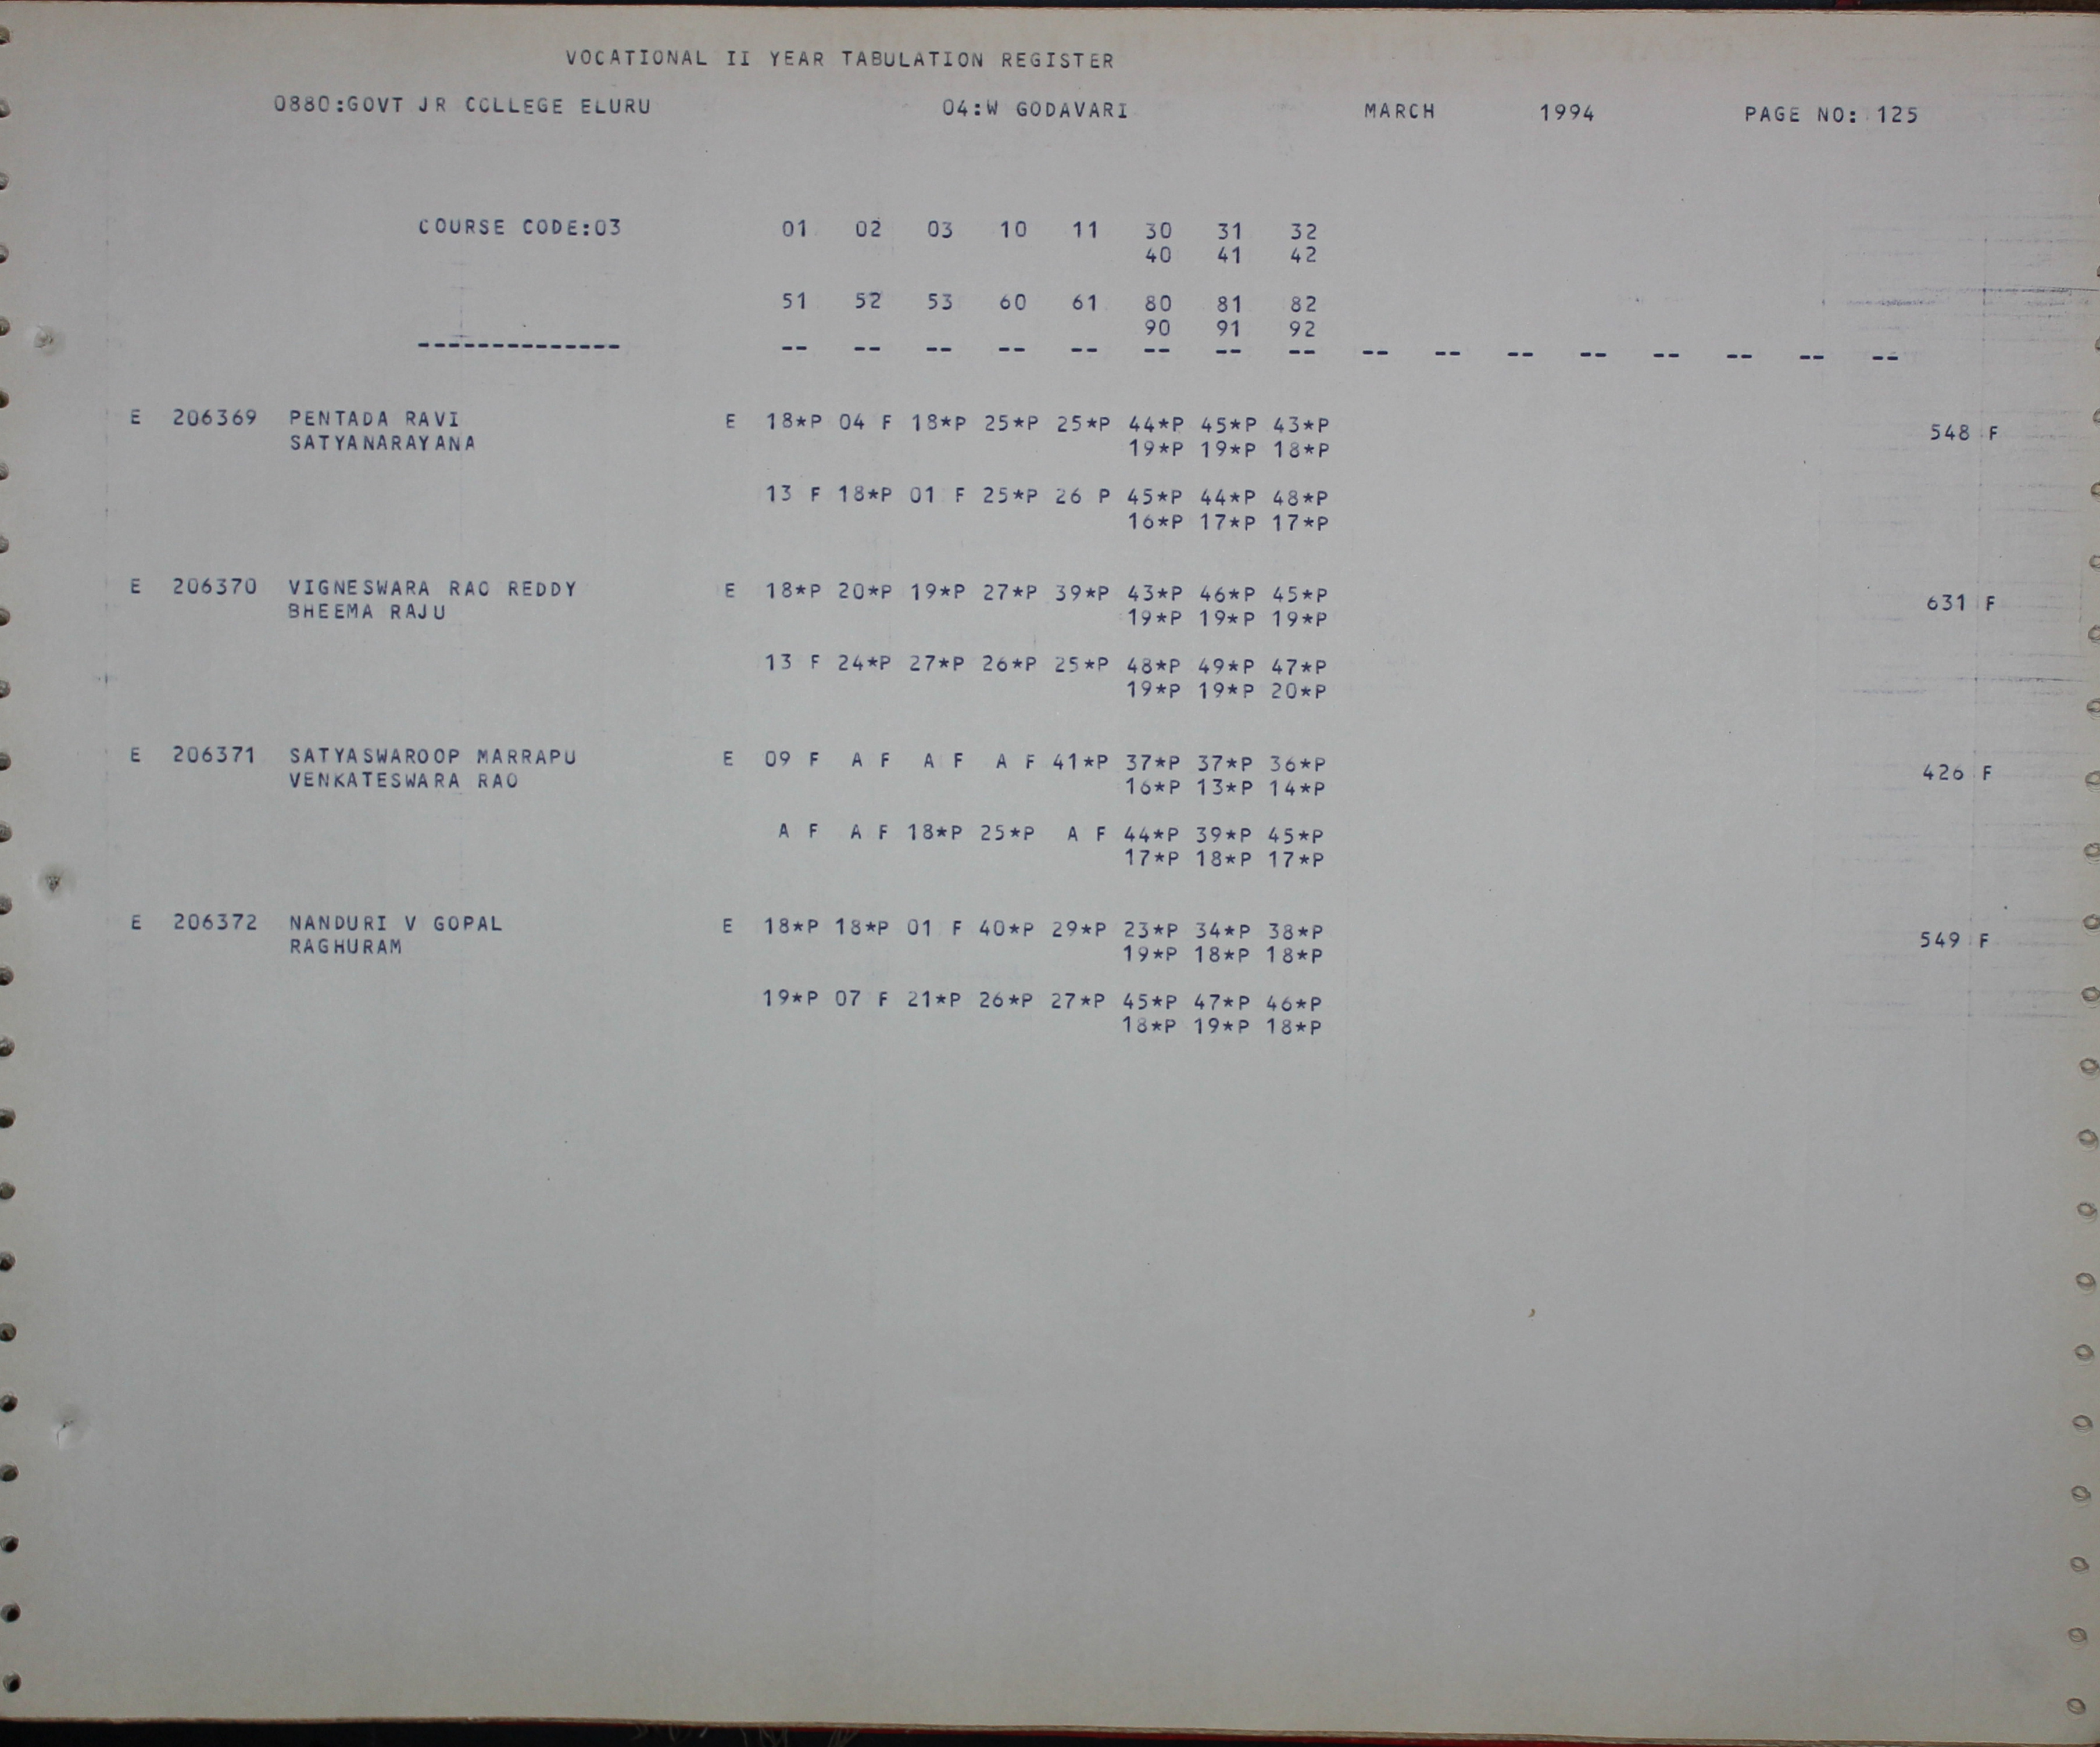 VOCATIONAL II YEAR TABULATION REGISTER
0880:GOVT JR COLLEGE ELURU 04:W GODAVARI MARCH 1994 PAGE NO: 125
COURSE CODE:03 01 02 03 10 11 30 31 32
40 41 42
51 52 53 60 61 80 81 82
90 91 92
-------------- -- -- -- -- -- -- -- -- -- -- -- -- -- -- -- --
E 206369 PENTADA RAVI E 18*P 04 F 18*P 25*P 25*P 44*P 45*P 43*P 548 F
SATYANARAYANA 19*P 19*P 18*P
13 F 18*P 01 F 25*P 26 P 45*P 44*P 48*P
16*P 17*P 17*P
E 206370 VIGNESWARA RAO REDDY E 18*P 20*P 19*P 27*P 39*P 43*P 46*P 45*P 631 F
BHEEMA RAJU 19*P 19*P 19*P
13 F 24*P 27*P 26*P 25*P 48*P 49*P 47*P
19*P 19*P 20*P
E 206371 SATYASWAROOP MARRAPU E 09 F A F A F A F 41*P 37*P 37*P 36*P 426 F
VENKATESWARA RAO 16*P 13*P 14*P
A F A F 18*P 25*P A F 44*P 39*P 45*P
17*P 18*P 17*P
E 206372 NANDURI V GOPAL E 18*P 18*P 01 F 40*P 29*P 23*P 34*P 38*P 549 F
RAGHURAM 19*P 18*P 18*P
19*P 07 F 21*P 26*P 27*P 45*P 47*P 46*P
18*P 19*P 18*P